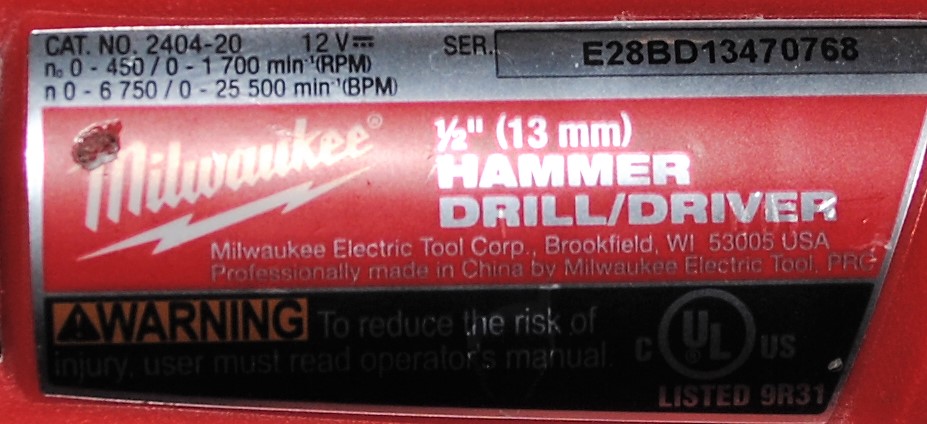 CAT. NO. 2404-20 12 V⎓ SER. E28BD13470768
n₀ 0 - 450 / 0 - 1 700 min⁻¹(RPM)
n 0 - 6 750 / 0 - 25 500 min⁻¹(BPM)
Milwaukee®
½" (13 mm)
HAMMER
DRILL/DRIVER
Milwaukee Electric Tool Corp., Brookfield, WI 53005 USA
Professionally made in China by Milwaukee Electric Tool, PRC
⚠WARNING To reduce the risk of
injury, user must read operator's manual.
C UL US
LISTED 9R31